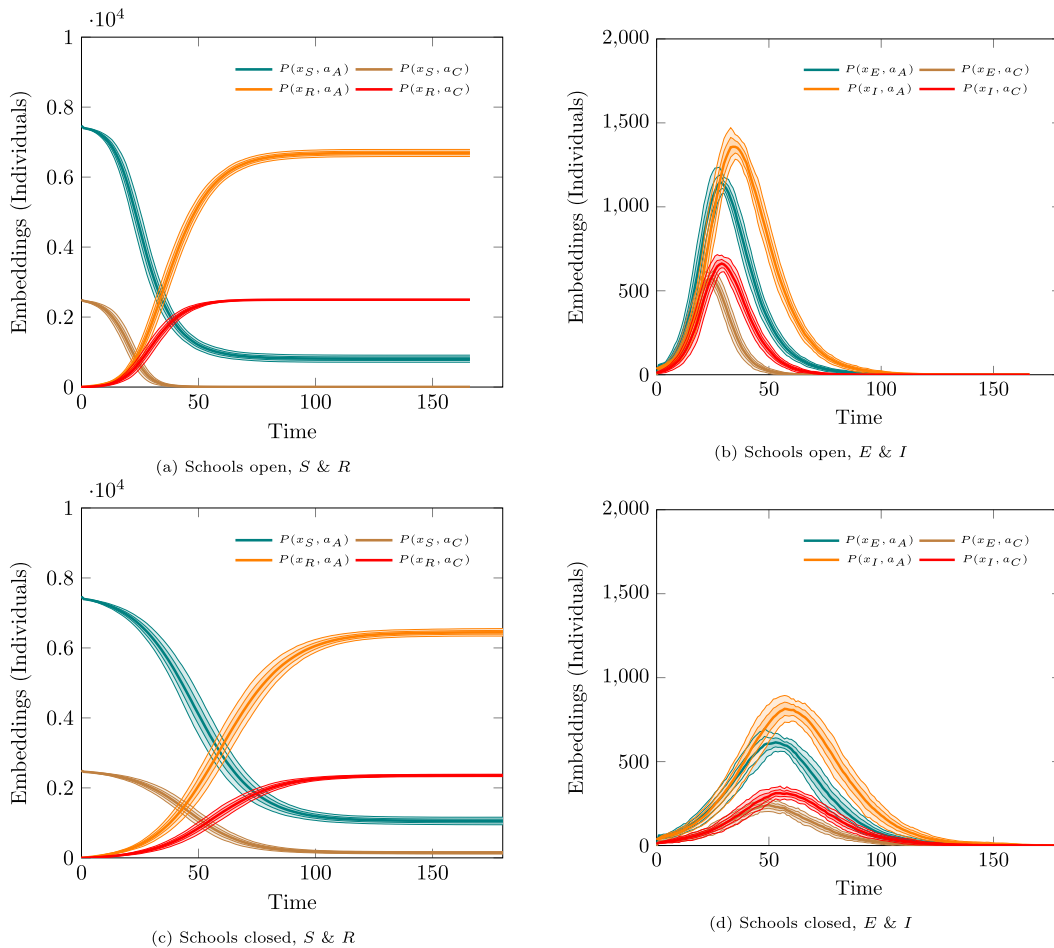 ·10⁴
1
0.8
0.6
0.4
0.2
0
0 50 100 150
Embeddings (Individuals)
Time
P(x_S, a_A) P(x_S, a_C)
P(x_R, a_A) P(x_R, a_C)
(a) Schools open, S & R
2,000
1,500
1,000
500
0
0 50 100 150
Embeddings (Individuals)
Time
P(x_E, a_A) P(x_E, a_C)
P(x_I, a_A) P(x_I, a_C)
(b) Schools open, E & I
·10⁴
1
0.8
0.6
0.4
0.2
0
0 50 100 150
Embeddings (Individuals)
Time
P(x_S, a_A) P(x_S, a_C)
P(x_R, a_A) P(x_R, a_C)
(c) Schools closed, S & R
2,000
1,500
1,000
500
0
0 50 100 150
Embeddings (Individuals)
Time
P(x_E, a_A) P(x_E, a_C)
P(x_I, a_A) P(x_I, a_C)
(d) Schools closed, E & I